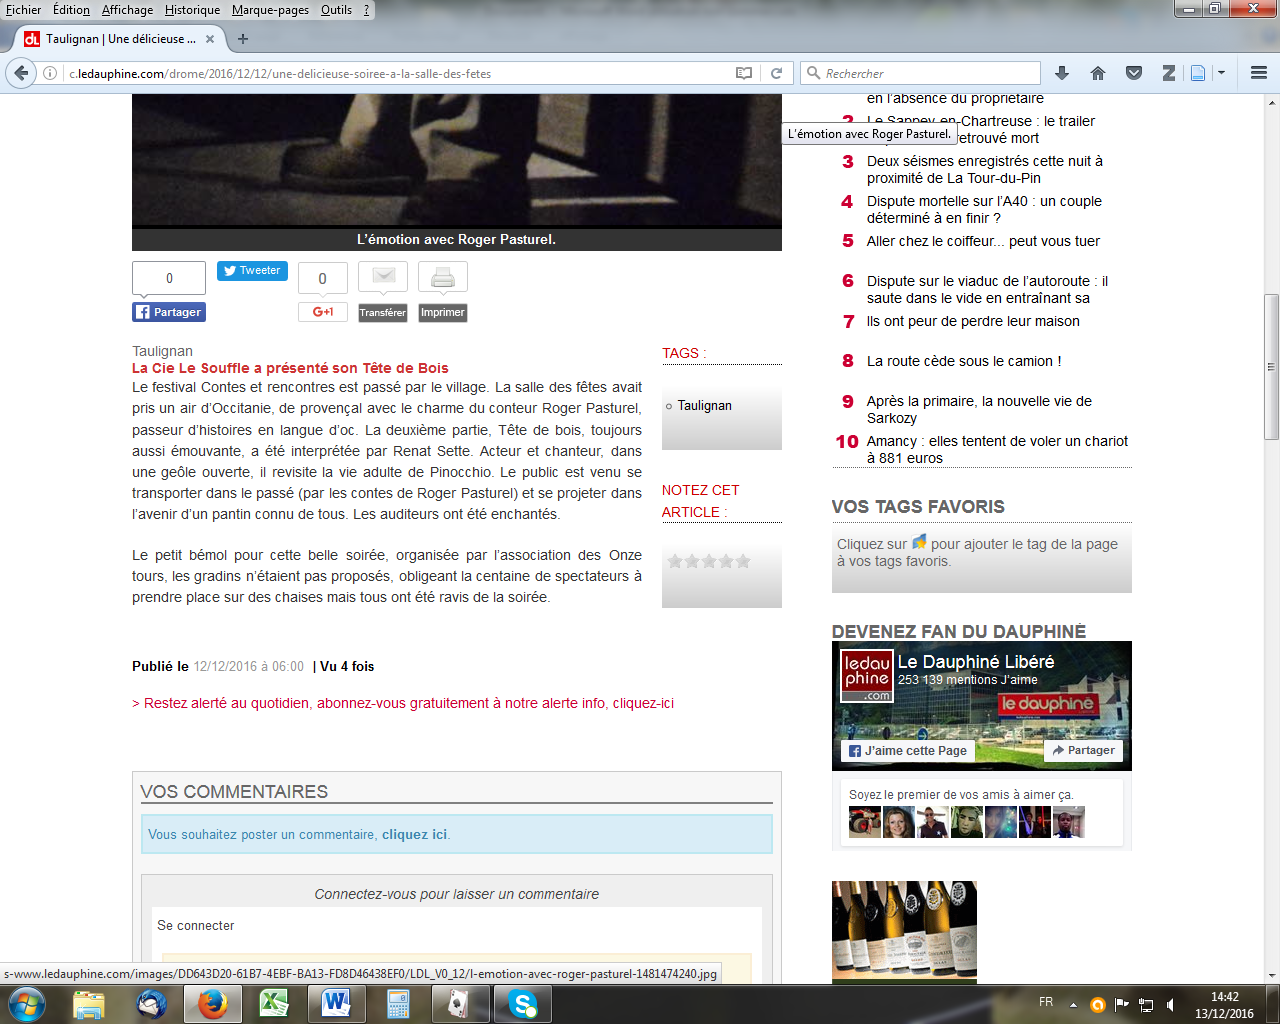 Fichier Édition Affichage Historique Marque-pages Outils ?
Taulignan | Une délicieuse ...
c.ledauphine.com/drome/2016/12/12/une-delicieuse-soiree-a-la-salle-des-fetes
Rechercher
L'émotion avec Roger Pasturel.
0
Tweeter
0
Partager
G+1
Transférer
Imprimer
Taulignan
La Cie Le Souffle a présenté son Tête de Bois
Le festival Contes et rencontres est passé par le village. La salle des fêtes avait
pris un air d'Occitanie, de provençal avec le charme du conteur Roger Pasturel,
passeur d'histoires en langue d'oc. La deuxième partie, Tête de bois, toujours
aussi émouvante, a été interprétée par Renat Sette. Acteur et chanteur, dans
une geôle ouverte, il revisite la vie adulte de Pinocchio. Le public est venu se
transporter dans le passé (par les contes de Roger Pasturel) et se projeter dans
l'avenir d'un pantin connu de tous. Les auditeurs ont été enchantés.
Le petit bémol pour cette belle soirée, organisée par l'association des Onze
tours, les gradins n'étaient pas proposés, obligeant la centaine de spectateurs à
prendre place sur des chaises mais tous ont été ravis de la soirée.
Publié le 12/12/2016 à 06:00 | Vu 4 fois
> Restez alerté au quotidien, abonnez-vous gratuitement à notre alerte info, cliquez-ici
TAGS :
Taulignan
NOTEZ CET
ARTICLE :
VOS COMMENTAIRES
Vous souhaitez poster un commentaire, cliquez ici.
Connectez-vous pour laisser un commentaire
Se connecter
en l'absence du propriétaire
2 Le Sappey-en-Chartreuse : le trailer
L'émotion avec Roger Pasturel.
retrouvé mort
3 Deux séismes enregistrés cette nuit à
proximité de La Tour-du-Pin
4 Dispute mortelle sur l'A40 : un couple
déterminé à en finir ?
5 Aller chez le coiffeur... peut vous tuer
6 Dispute sur le viaduc de l'autoroute : il
saute dans le vide en entraînant sa
7 Ils ont peur de perdre leur maison
8 La route cède sous le camion !
9 Après la primaire, la nouvelle vie de
Sarkozy
10 Amancy : elles tentent de voler un chariot
à 881 euros
VOS TAGS FAVORIS
Cliquez sur pour ajouter le tag de la page
à vos tags favoris.
DEVENEZ FAN DU DAUPHINÉ
ledau
phine
.com
Le Dauphiné Libéré
253 139 mentions J'aime
le dauphiné
J'aime cette Page
Partager
Soyez le premier de vos amis à aimer ça.
s-www.ledauphine.com/images/DD643D20-61B7-4EBF-BA13-FD8D46438EF0/LDL_V0_12/l-emotion-avec-roger-pasturel-1481474240.jpg
FR
14:42
13/12/2016